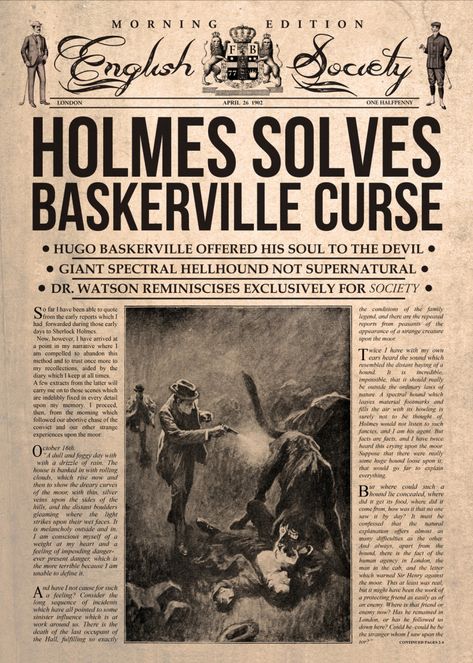 MORNING EDITION
English Society
F B
77
LONDON
APRIL 26 1902
ONE HALFPENNY
HOLMES SOLVES
BASKERVILLE CURSE
• HUGO BASKERVILLE OFFERED HIS SOUL TO THE DEVIL •
• GIANT SPECTRAL HELLHOUND NOT SUPERNATURAL •
• DR. WATSON REMINISCISES EXCLUSIVELY FOR SOCIETY •
So far I have been able to quote
from the early reports which I
had forwarded during those early
days to Sherlock Holmes.
Now, however, I have arrived at
a point in my narrative where I
am compelled to abandon this
method and to trust once more to
my recollections, aided by the
diary which I keep at all times.
A few extracts from the latter will
carry me on to those scenes which
are indelibly fixed in every detail
upon my memory. I proceed,
then, from the morning which
followed our abortive chase of the
convict and our other strange
experiences upon the moor:
October 16th.
"A dull and foggy day with
with a drizzle of rain. The
house is banked in with rolling
clouds, which rise now and
then to show the dreary curves
of the moor, with thin, silver
veins upon the sides of the
hills, and the distant boulders
gleaming where the light
strikes upon their wet faces. It
is melancholy outside and in.
I am conscious myself of a
weight at my heart and a
feeling of impending danger-
ever present danger, which is
the more terrible because I am
unable to define it.
And have I not cause for such
a feeling? Consider the
long sequence of incidents
which have all pointed to some
sinister influence which is at
work around us. There is the
death of the last occupant of
the Hall, fulfilling so exactly
the conditions of the family
legend, and there are the repeated
reports from peasants of the
appearance of a strange creature
upon the moor.
Twice I have with my own
ears heard the sound which
resembled the distant baying of a
hound. It is incredible,
impossible, that it should really
be outside the ordinary laws of
nature. A spectral hound which
leaves material footmarks and
fills the air with its howling is
surely not to be thought of.
Holmes would not listen to such
fancies, and I am his agent. But
facts are facts, and I have twice
heard this crying upon the moor.
Suppose that there were really
some huge hound loose upon it;
that would go far to explain
everything.
But where could such a
hound lie concealed, where
did it get its food, where did it
come from, how was it that no one
saw it by day? It must be
confessed that the natural
explanation offers almost as
many difficulties as the other.
And always, apart from the
hound, there is the fact of the
human agency in London, the
man in the cab, and the letter
which warned Sir Henry against
the moor. This at least was real,
but it might have been the work of
a protecting friend as easily as of
an enemy. Where is that friend or
enemy now? Has he remained in
London, or has he followed us
down here? Could he-could he be
the stranger whom I saw upon the
tor?"
CONTINUED PAGES 2.4